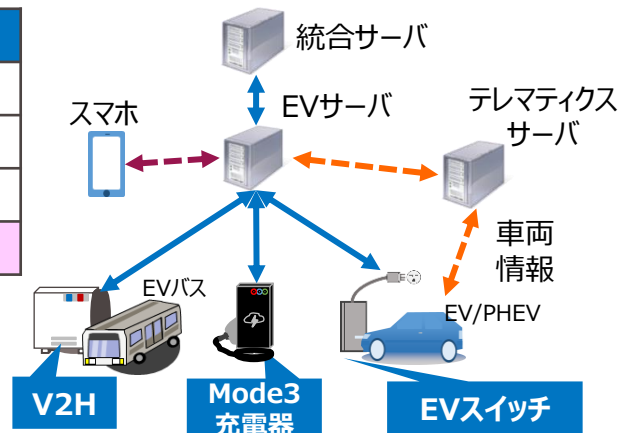 統合サーバ
スマホ
EVサーバ
テレマティクス
サーバ
車両
情報
EVバス
EV/PHEV
V2H
Mode3
充電器
EVスイッチ